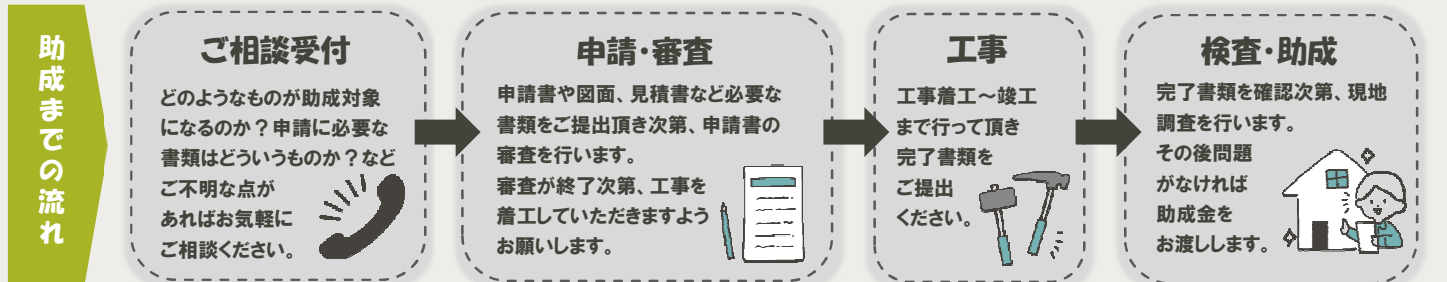 助成までの流れ
ご相談受付
どのようなものが助成対象
になるのか？申請に必要な
書類はどういうものか？など
ご不明な点が
あればお気軽に
ご相談ください。
申請・審査
申請書や図面、見積書など必要な
書類をご提出頂き次第、申請書の
審査を行います。
審査が終了次第、工事を
着工していただきますよう
お願いします。
工事
工事着工～竣工
まで行って頂き
完了書類を
ご提出
ください。
検査・助成
完了書類を確認次第、現地
調査を行います。
その後問題
がなければ
助成金を
お渡しします。